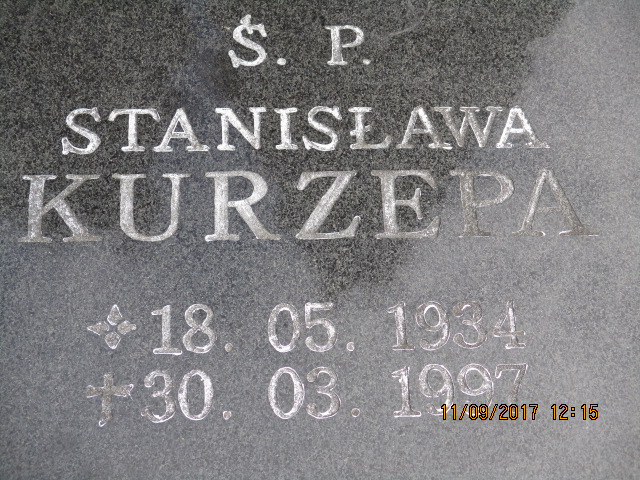 Ś. P.
STANISŁAWA
KURZEPA
18. 05. 1934
30. 03. 1997
11/09/2017 12:15